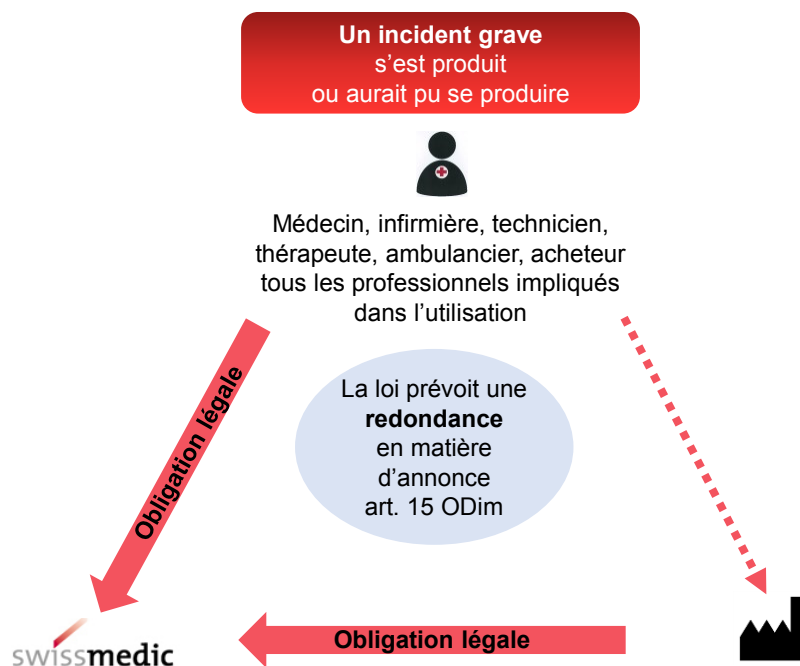 Un incident grave
s’est produit
ou aurait pu se produire
Médecin, infirmière, technicien,
thérapeute, ambulancier, acheteur
tous les professionnels impliqués
dans l’utilisation
Obligation légale
La loi prévoit une
redondance
en matière
d’annonce
art. 15 ODim
swissmedic
Obligation légale